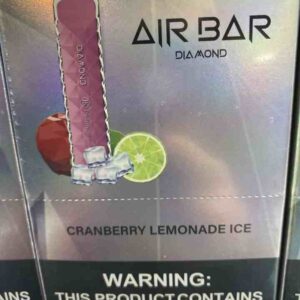 AIR BAR
DIAMOND
CRANBERRY LEMONADE ICE
WARNING:
THIS PRODUCT CONTAINS